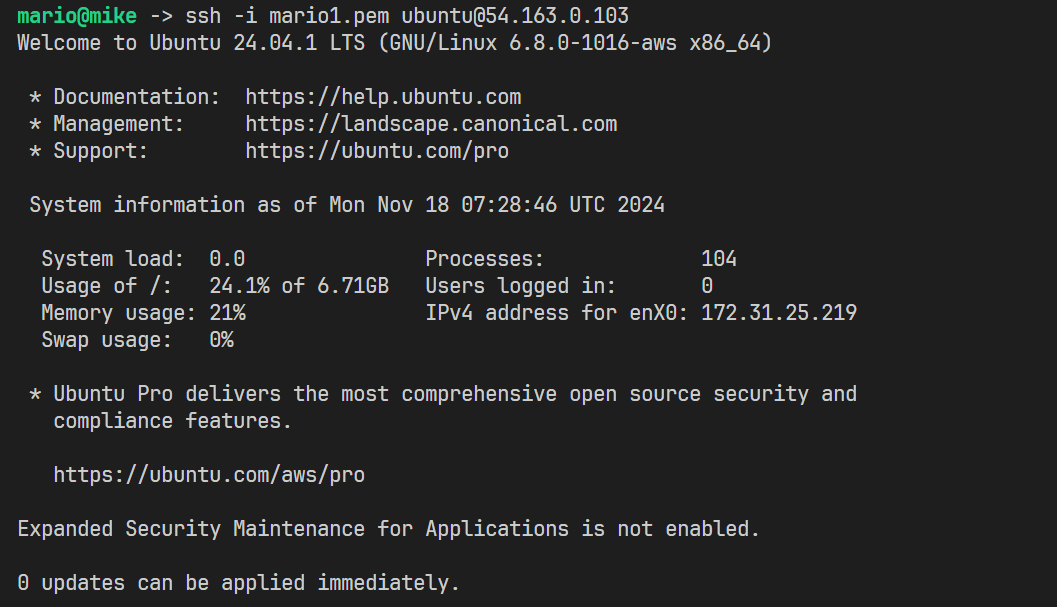 mario@mike -> ssh -i mario1.pem ubuntu@54.163.0.103
Welcome to Ubuntu 24.04.1 LTS (GNU/Linux 6.8.0-1016-aws x86_64)
* Documentation:  https://help.ubuntu.com
* Management:     https://landscape.canonical.com
* Support:        https://ubuntu.com/pro
System information as of Mon Nov 18 07:28:46 UTC 2024
System load:  0.0               Processes:             104
Usage of /:   24.1% of 6.71GB   Users logged in:       0
Memory usage: 21%               IPv4 address for enX0: 172.31.25.219
Swap usage:   0%
* Ubuntu Pro delivers the most comprehensive open source security and
compliance features.
https://ubuntu.com/aws/pro
Expanded Security Maintenance for Applications is not enabled.
0 updates can be applied immediately.